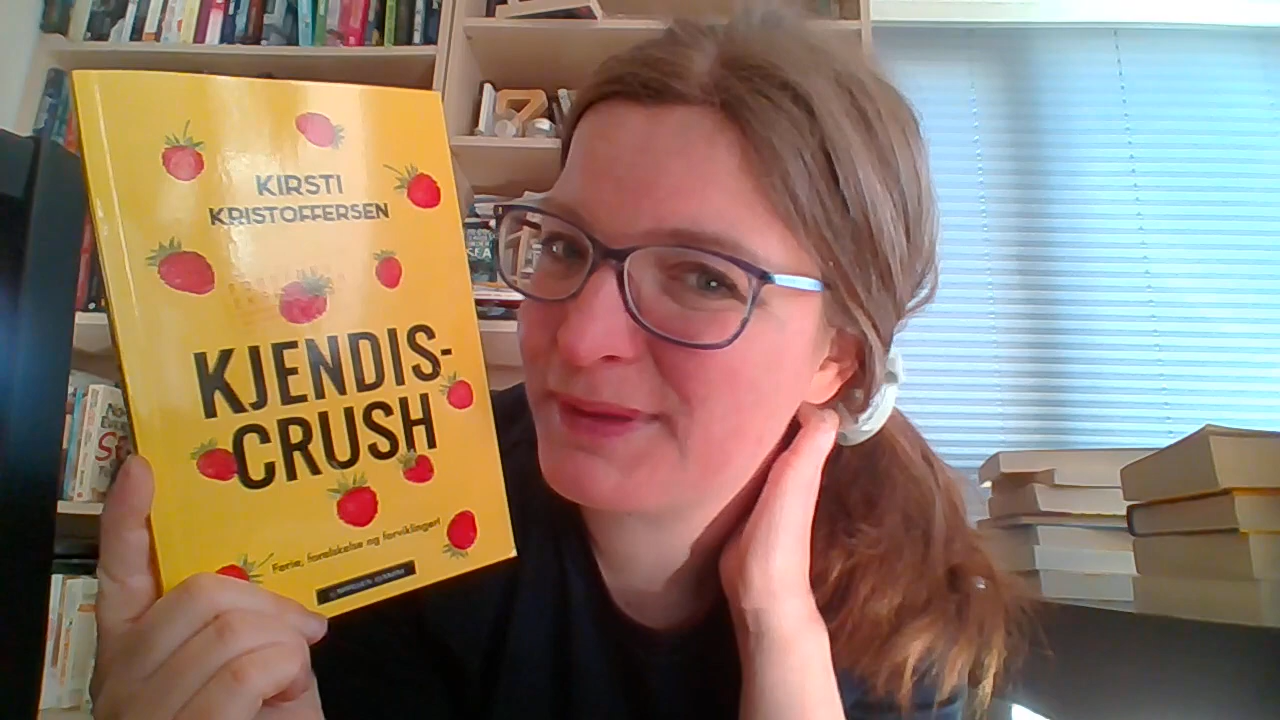 KIRSTI
KRISTOFFERSEN
KJENDIS-
CRUSH
Ferie, forelskelse og forviklinger!